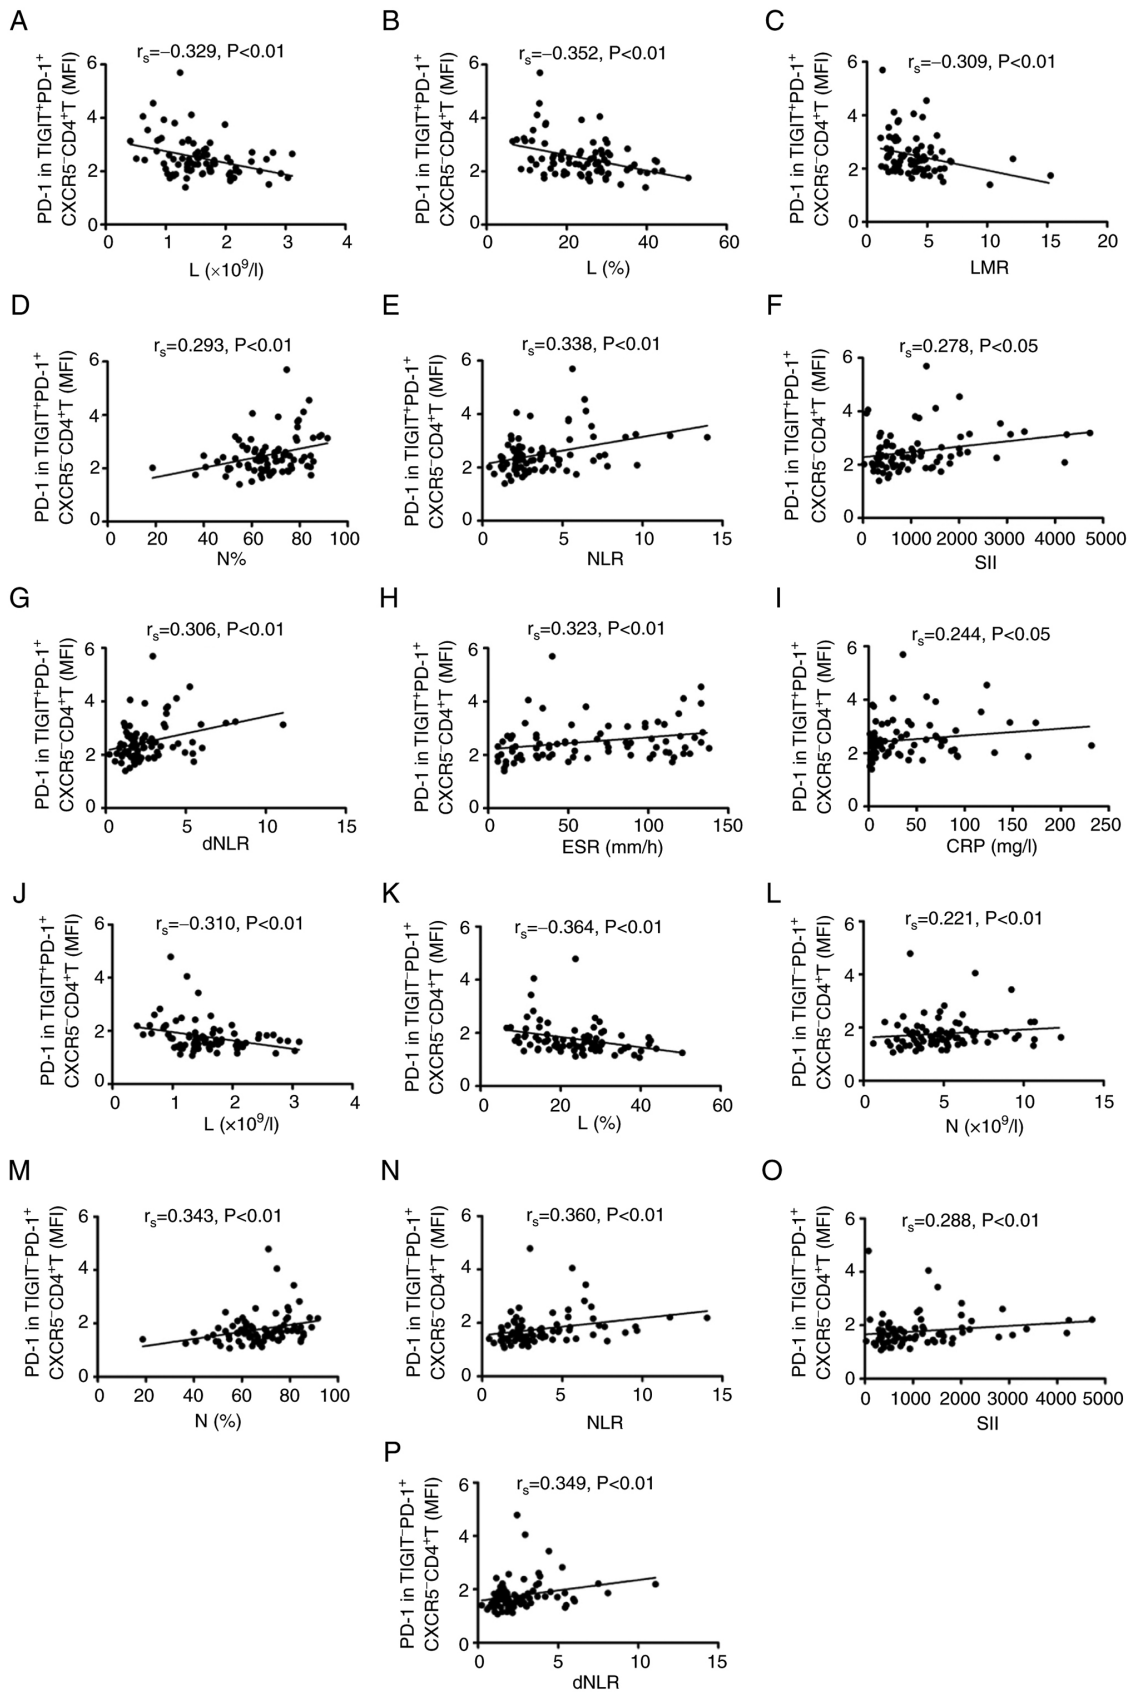 A
rs=−0.329, P<0.01
PD-1 in TIGIT+PD-1+
CXCR5−CD4+T (MFI)
6
4
2
0
0 1 2 3 4
L (×10⁹/l)
B
rs=−0.352, P<0.01
PD-1 in TIGIT+PD-1+
CXCR5−CD4+T (MFI)
6
4
2
0
0 20 40 60
L (%)
C
rs=−0.309, P<0.01
PD-1 in TIGIT+PD-1+
CXCR5−CD4+T (MFI)
6
4
2
0
0 5 10 15 20
LMR
D
rs=0.293, P<0.01
PD-1 in TIGIT+PD-1+
CXCR5−CD4+T (MFI)
6
4
2
0
0 20 40 60 80 100
N%
E
rs=0.338, P<0.01
PD-1 in TIGIT+PD-1+
CXCR5−CD4+T (MFI)
6
4
2
0
0 5 10 15
NLR
F
rs=0.278, P<0.05
PD-1 in TIGIT+PD-1+
CXCR5−CD4+T (MFI)
6
4
2
0
0 1000 2000 3000 4000 5000
SII
G
rs=0.306, P<0.01
PD-1 in TIGIT+PD-1+
CXCR5−CD4+T (MFI)
6
4
2
0
0 5 10 15
dNLR
H
rs=0.323, P<0.01
PD-1 in TIGIT+PD-1+
CXCR5−CD4+T (MFI)
6
4
2
0
0 50 100 150
ESR (mm/h)
I
rs=0.244, P<0.05
PD-1 in TIGIT+PD-1+
CXCR5−CD4+T (MFI)
6
4
2
0
0 50 100 150 200 250
CRP (mg/l)
J
rs=−0.310, P<0.01
PD-1 in TIGIT+PD-1+
CXCR5−CD4+T (MFI)
6
4
2
0
0 1 2 3 4
L (×10⁹/l)
K
rs=−0.364, P<0.01
PD-1 in TIGIT−PD-1+
CXCR5−CD4+T (MFI)
6
4
2
0
0 20 40 60
L (%)
L
rs=0.221, P<0.01
PD-1 in TIGIT−PD-1+
CXCR5−CD4+T (MFI)
6
4
2
0
0 5 10 15
N (×10⁹/l)
M
rs=0.343, P<0.01
PD-1 in TIGIT−PD-1+
CXCR5−CD4+T (MFI)
6
4
2
0
0 20 40 60 80 100
N (%)
N
rs=0.360, P<0.01
PD-1 in TIGIT−PD-1+
CXCR5−CD4+T (MFI)
6
4
2
0
0 5 10 15
NLR
O
rs=0.288, P<0.01
PD-1 in TIGIT−PD-1+
CXCR5−CD4+T (MFI)
6
4
2
0
0 1000 2000 3000 4000 5000
SII
P
rs=0.349, P<0.01
PD-1 in TIGIT−PD-1+
CXCR5−CD4+T (MFI)
6
4
2
0
0 5 10 15
dNLR